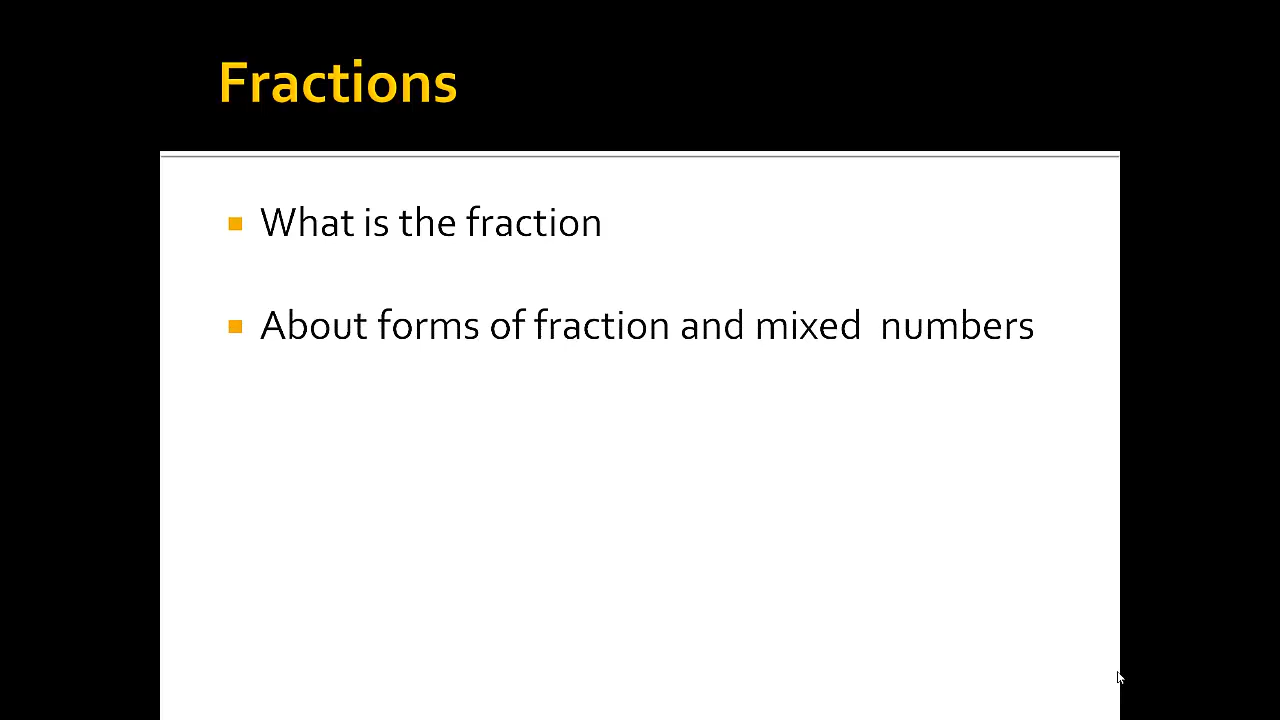 Fractions
What is the fraction
About forms of fraction and mixed  numbers